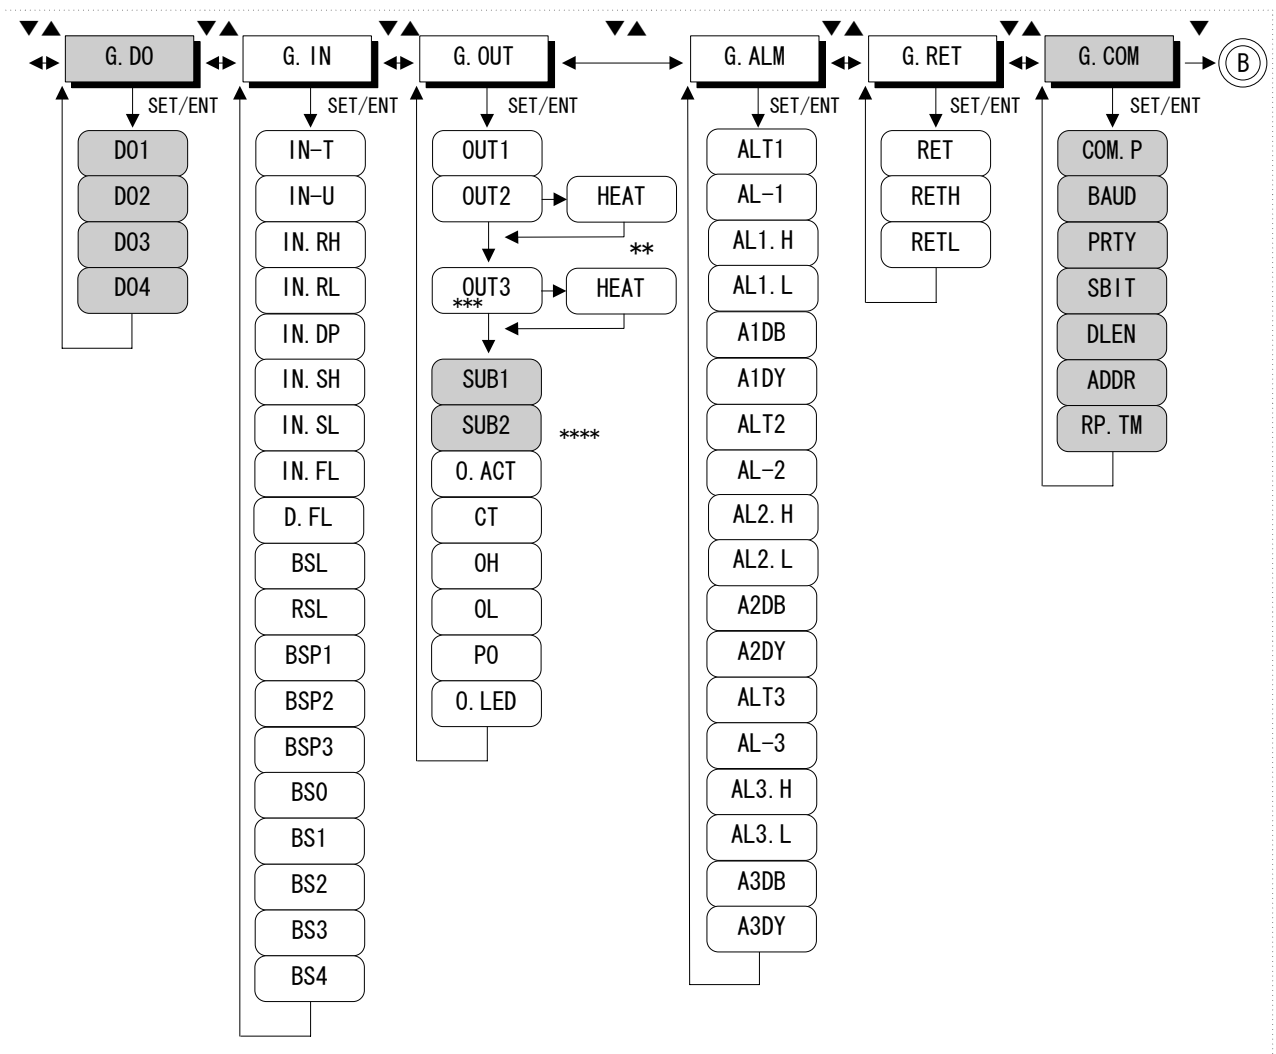 ▼▲ ▼▲ ▼▲ ▼▲ ▼▲ ▼▲ ▼
G. DO G. IN G. OUT G. ALM G. RET G. COM B
SET/ENT SET/ENT SET/ENT SET/ENT SET/ENT SET/ENT
DO1
DO2
DO3
DO4
IN-T
IN-U
IN. RH
IN. RL
IN. DP
IN. SH
IN. SL
IN. FL
D. FL
BSL
RSL
BSP1
BSP2
BSP3
BS0
BS1
BS2
BS3
BS4
OUT1
OUT2 HEAT
**
OUT3 HEAT
***
SUB1
SUB2
****
O. ACT
CT
OH
OL
PO
O. LED
ALT1
AL-1
AL1. H
AL1. L
A1DB
A1DY
ALT2
AL-2
AL2. H
AL2. L
A2DB
A2DY
ALT3
AL-3
AL3. H
AL3. L
A3DB
A3DY
RET
RETH
RETL
COM. P
BAUD
PRTY
SBIT
DLEN
ADDR
RP. TM